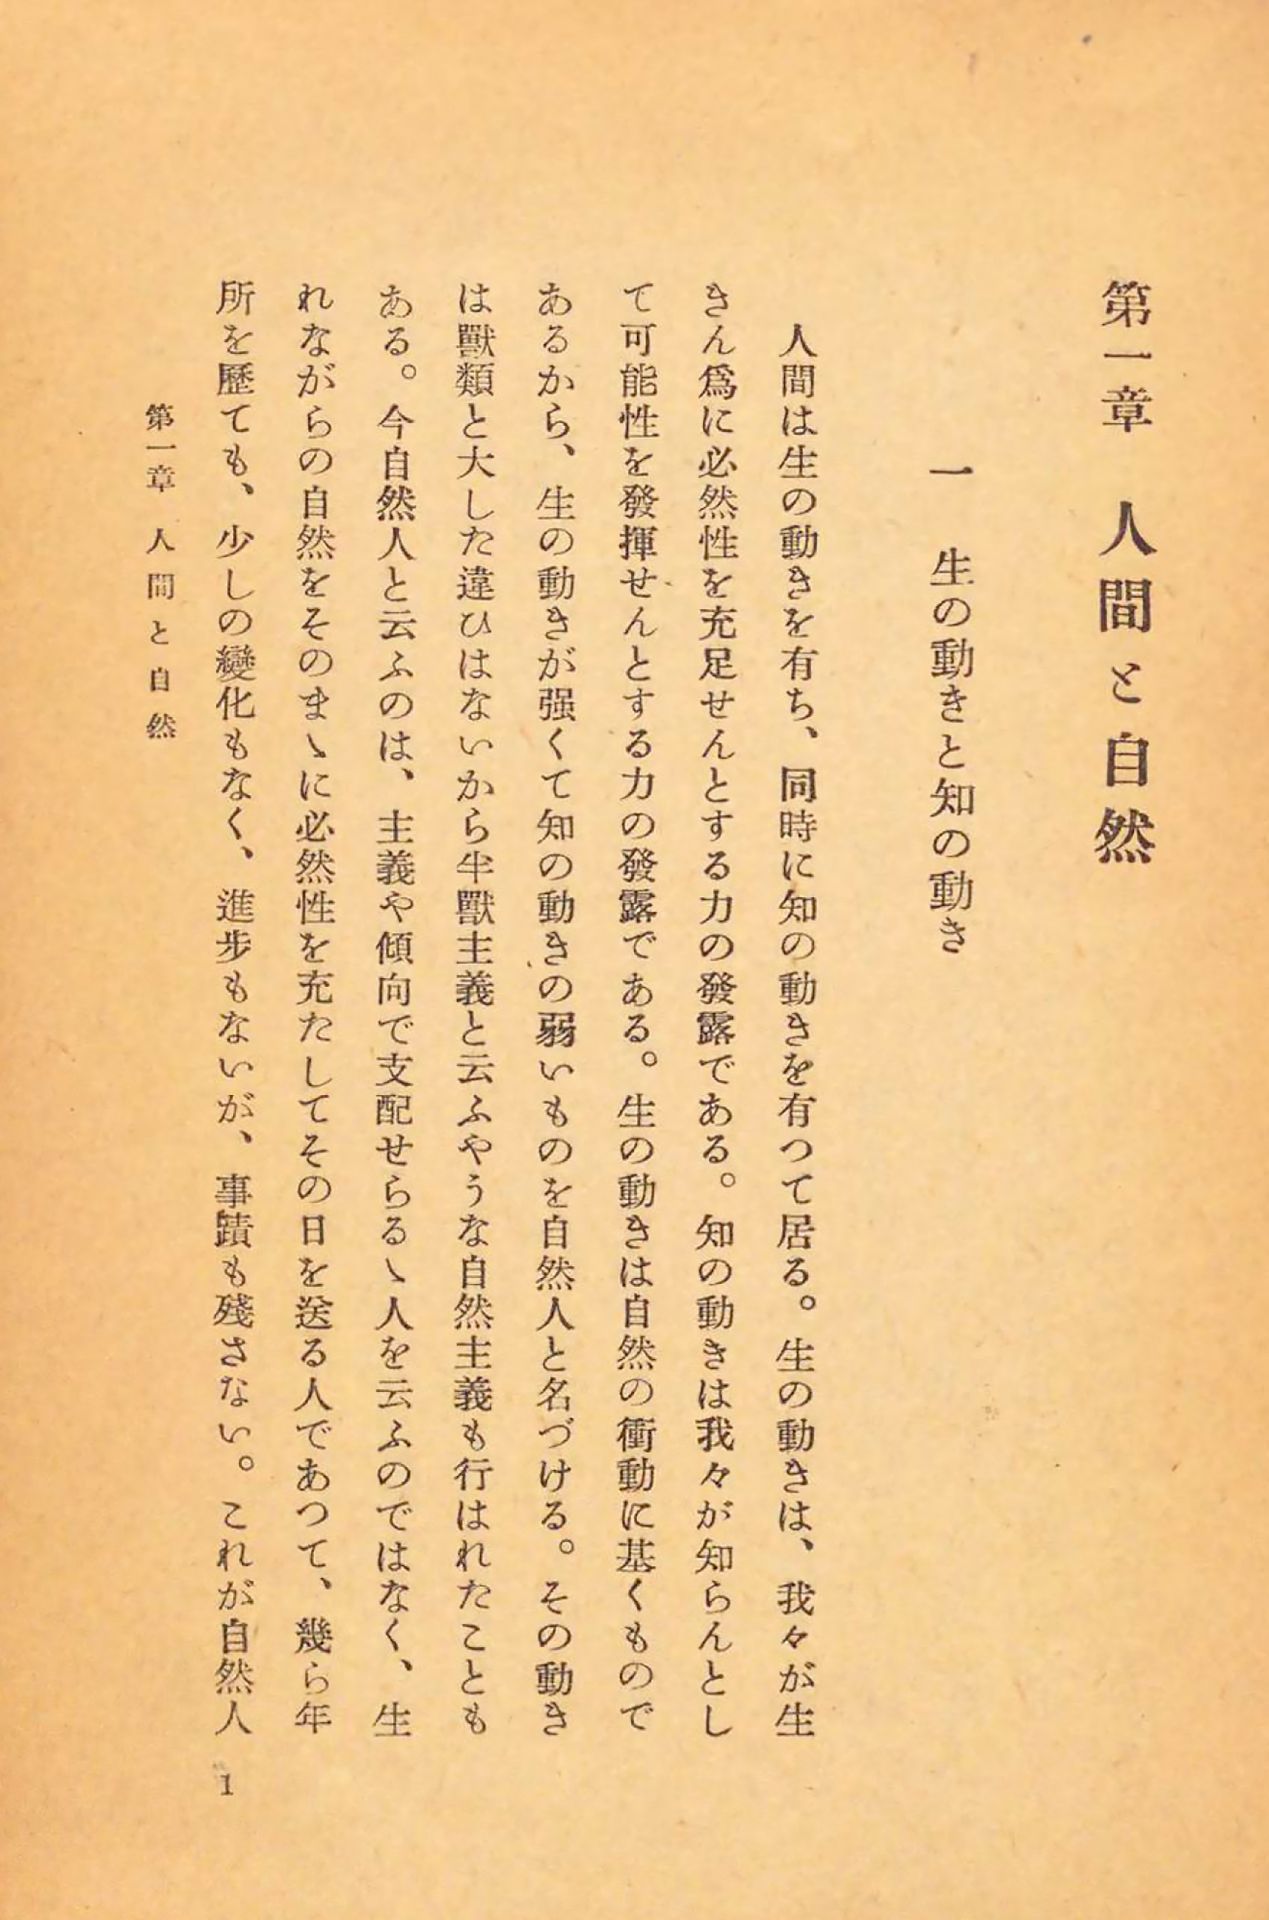 第一章　人間と自然
一　生の動きと知の動き
人間は生の動きを有ち、同時に知の動きを有つて居る。生の動きは、我々が生
きん爲に必然性を充足せんとする力の發露である。知の動きは我々が知らんとし
て可能性を發揮せんとする力の發露である。生の動きは自然の衝動に基くもので
あるから、生の動きが强くて知の動きの弱いものを自然人と名づける。その動き
は獸類と大した違ひはないから半獸主義と云ふやうな自然主義も行はれたことも
ある。今自然人と云ふのは、主義や傾向で支配せらるゝ人を云ふのではなく、生
れながらの自然をそのまゝに必然性を充たしてその日を送る人であつて、幾ら年
所を歷ても、少しの變化もなく、進步もないが、事蹟も殘さない。これが自然人
第一章　人間と自然
1